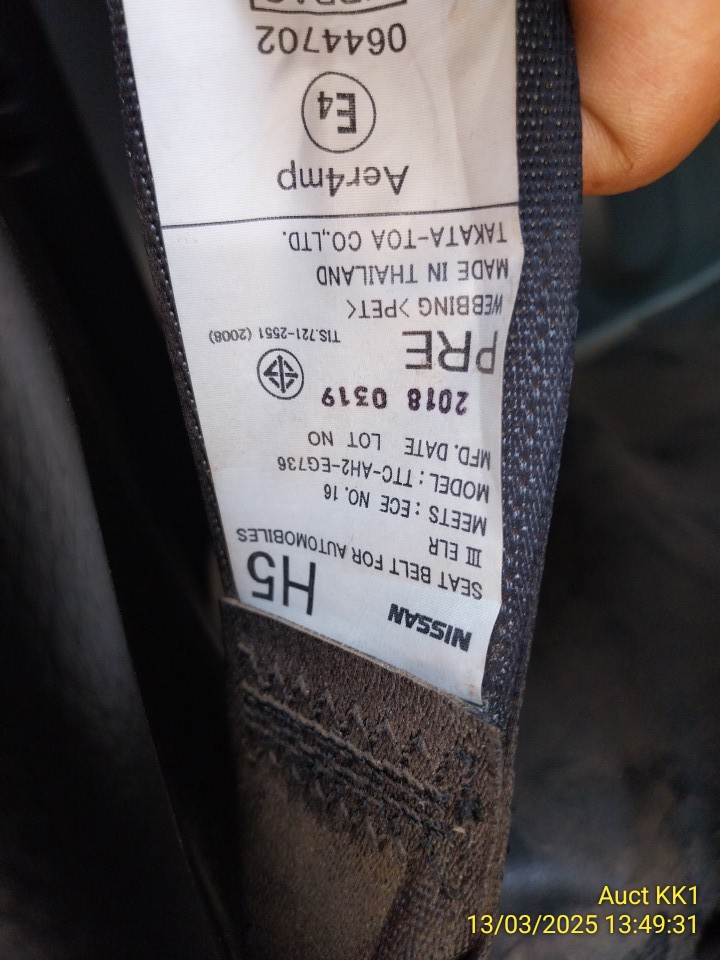 NISSAN H5
SEAT BELT FOR AUTOMOBILES
III ELR
MEETS : ECE NO. 16
MODEL : TTC-AH2-EG736
MFD. DATE LOT NO
2018 0319
PRE TIS.721-2551 (2008)
WEBBING >PET<
MADE IN THAILAND
TAKATA-TOA CO.,LTD.
Aer4mp
E4
0644702
Auct KK1
13/03/2025 13:49:31